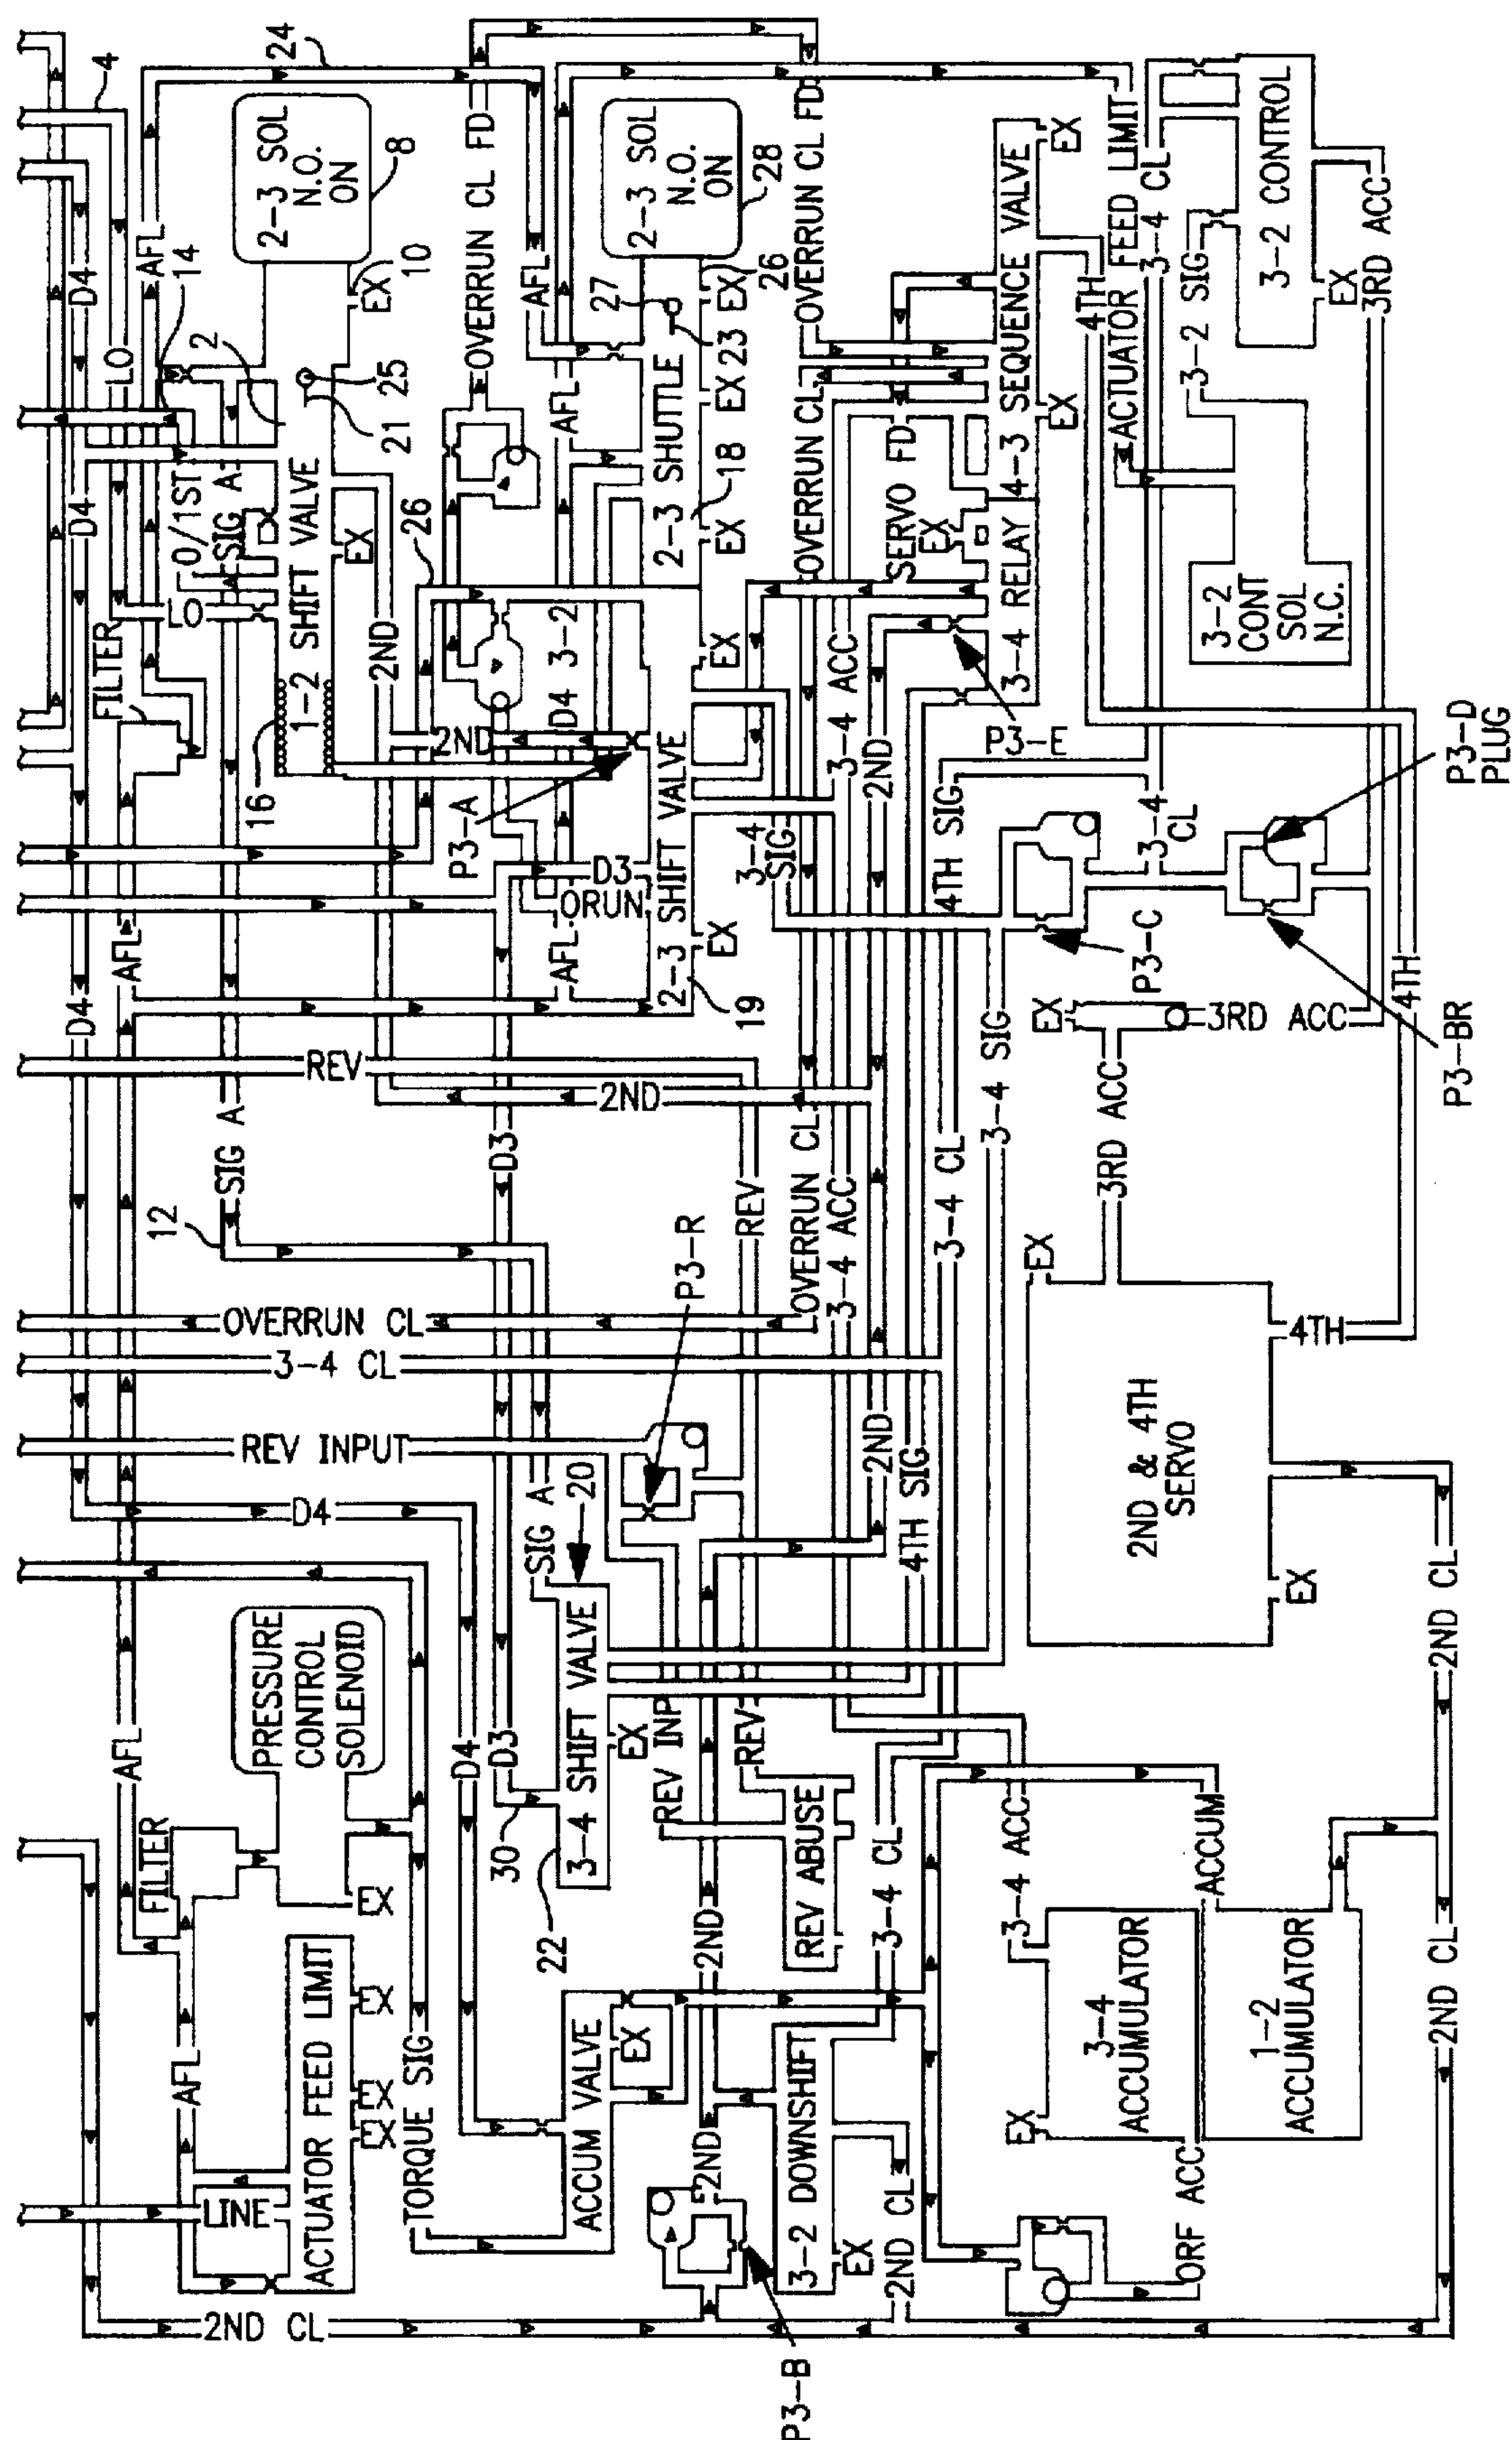 4
24
D4
D4
LO
AFL
14
2-3 SOL
N.O.
ON
8
10
EX
2
25
21
LO/1ST
SIG A
LO
1-2 SHIFT VALVE
EX
16
FILTER
2ND
26
OVERRUN CL FD
AFL
AFL
2-3 SOL
N.O.
ON
28
27
26
EX
23
EX
2-3 SHUTTLE
18
EX
EX
D4 3-2
2ND
P3-A
D3
ORUN
AFL
AFL
2-3 SHIFT VALVE
EX
19
OVERRUN CL FD
OVERRUN CL
SERVO FD
EX
3-4 ACC
2ND
3-4 RELAY
4-3 SEQUENCE VALVE
EX
EX
4TH
ACTUATOR FEED LIMIT
3-4 CL
3-2 SIG
3-2 CONTROL
EX
3RD ACC
3-2
CONT
SOL
N.C.
P3-E
P3-D
PLUG
3-4
SIG
4TH SIG
3-4
CL
P3-C
P3-BR
EX
3RD ACC
4TH
D4
REV
2ND
SIG A
12
D3
P3-R
REV
OVERRUN CL
3-4 ACC
3-4 CL
3-4 SIG
3RD ACC
EX
OVERRUN CL
3-4 CL
REV INPUT
D4
SIG A
20
2ND
4TH SIG
2ND & 4TH
SERVO
4TH
EX
2ND CL
PRESSURE
CONTROL
SOLENOID
AFL
FILTER
EX
D4
D3
30
22
3-4 SHIFT VALVE
EX
REV INP
REV
REV ABUSE
2ND
3-4 CL
3-4 ACC
ACCUM
AFL
ACTUATOR FEED LIMIT
LINE
EX
EX
EX
TORQUE SIG
ACCUM VALVE
EX
2ND
3-2 DOWNSHIFT
EX
2ND CL
EX
3-4
ACCUMULATOR
1-2
ACCUMULATOR
ORF ACC
2ND CL
2ND CL
P3-B